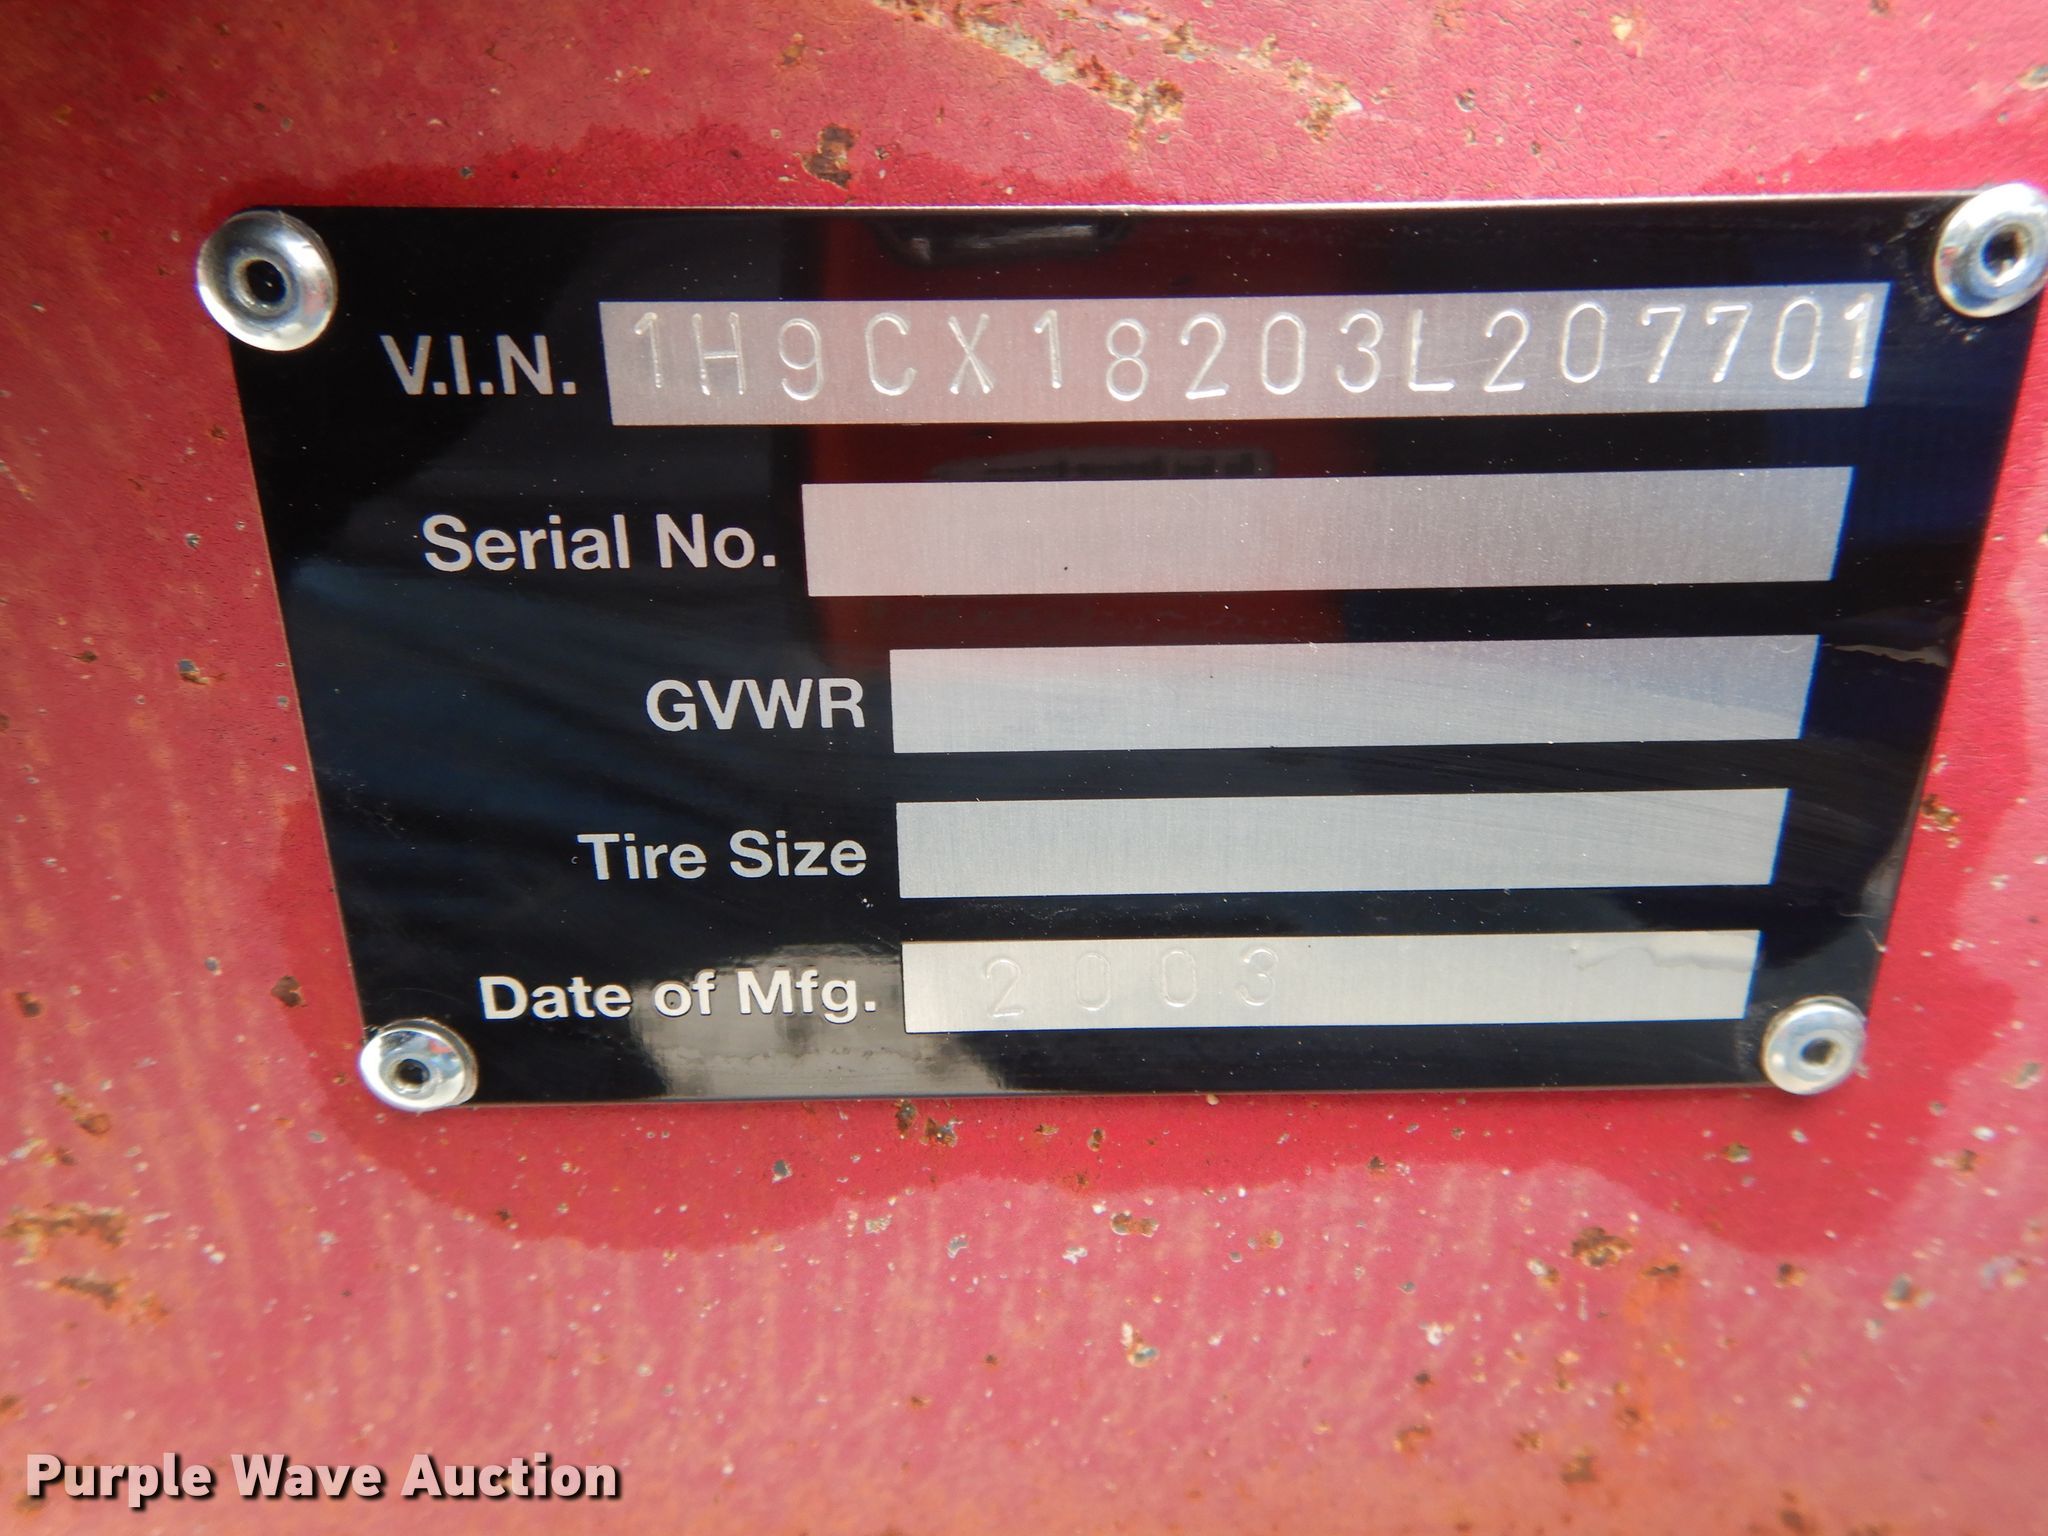 V.I.N. 1H9CX18203L207701
Serial No.
GVWR
Tire Size
Date of Mfg. 2003
Purple Wave Auction